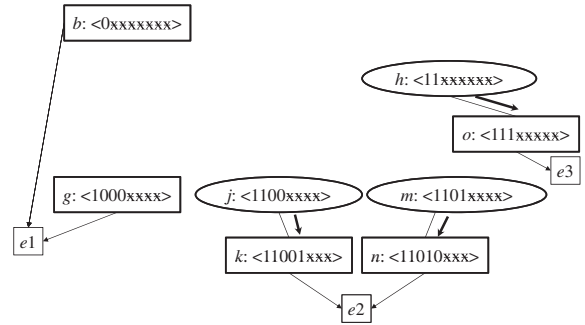 b: <0xxxxxxx>
h: <11xxxxxx>
o: <111xxxxx>
e3
g: <1000xxxx>
j: <1100xxxx>
m: <1101xxxx>
e1
k: <11001xxx>
n: <11010xxx>
e2